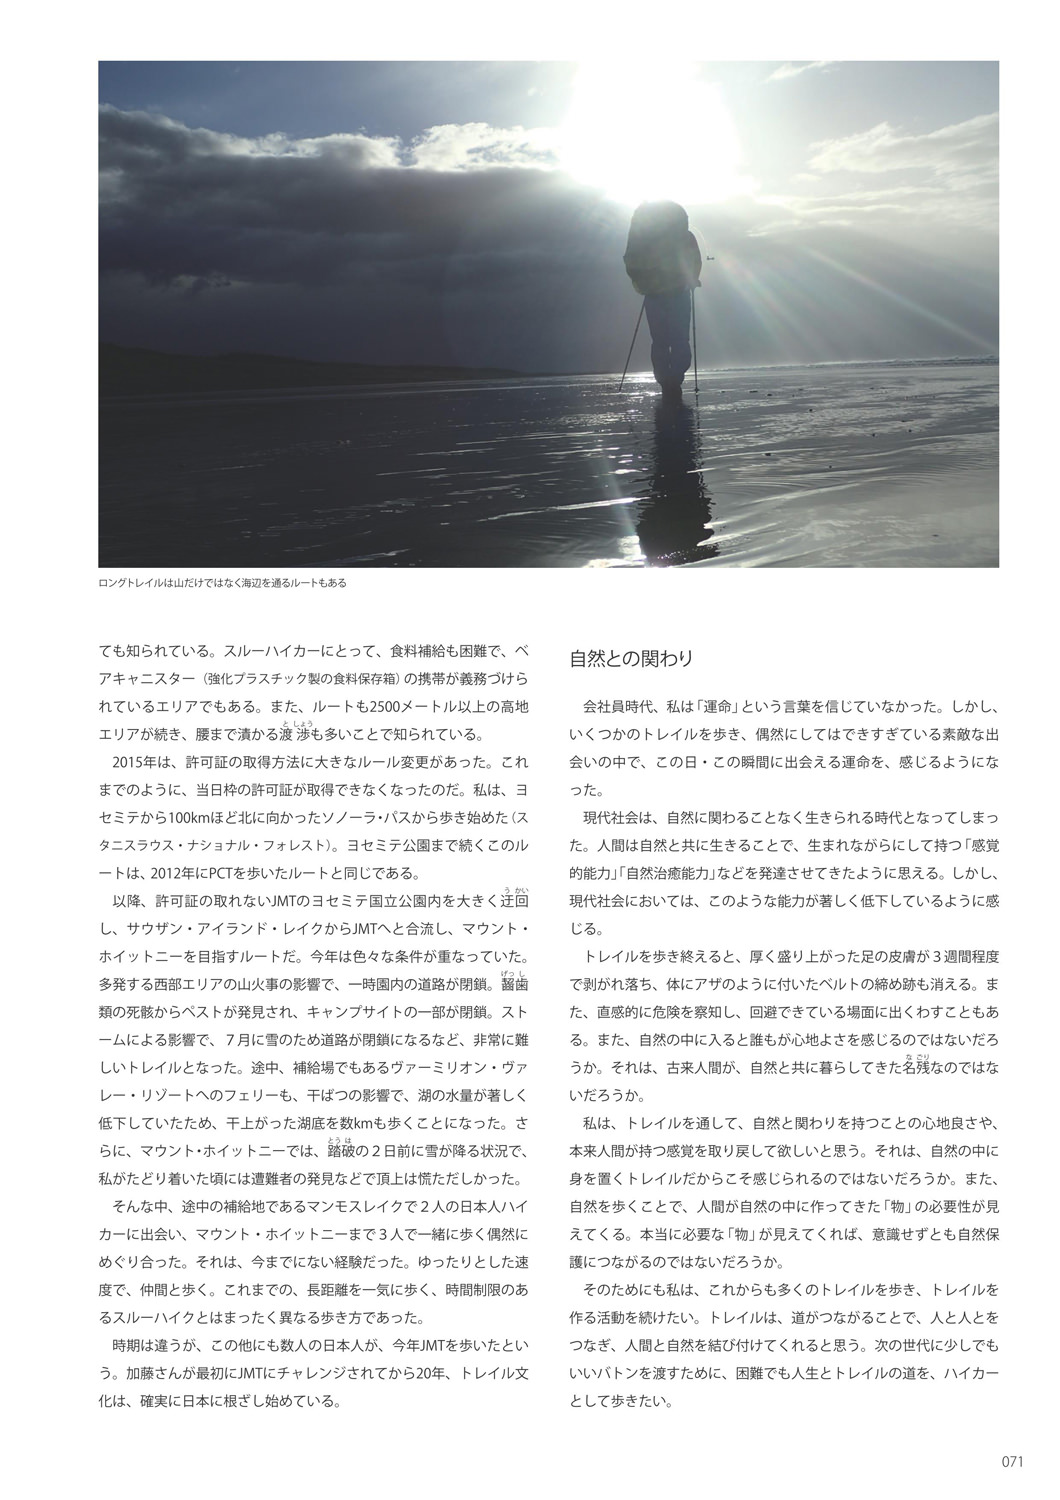 ロングトレイルは山だけではなく海辺を通るルートもある
ても知られている。スルーハイカーにとって、食料補給も困難で、ベ
アキャニスター（強化プラスチック製の食料保存箱）の携帯が義務づけら
れているエリアでもある。また、ルートも2500メートル以上の高地
エリアが続き、腰まで漬かる渡渉も多いことで知られている。
としょう
2015年は、許可証の取得方法に大きなルール変更があった。これ
までのように、当日枠の許可証が取得できなくなったのだ。私は、ヨ
セミテから100kmほど北に向かったソノーラ・パスから歩き始めた（ス
タニスラウス・ナショナル・フォレスト）。ヨセミテ公園まで続くこのル
ートは、2012年にPCTを歩いたルートと同じである。
以降、許可証の取れないJMTのヨセミテ国立公園内を大きく迂回
うかい
し、サウザン・アイランド・レイクからJMTへと合流し、マウント・
ホイットニーを目指すルートだ。今年は色々な条件が重なっていた。
多発する西部エリアの山火事の影響で、一時園内の道路が閉鎖。齧歯
げっし
類の死骸からペストが発見され、キャンプサイトの一部が閉鎖。スト
ームによる影響で、７月に雪のため道路が閉鎖になるなど、非常に難
しいトレイルとなった。途中、補給場でもあるヴァーミリオン・ヴァ
レー・リゾートへのフェリーも、干ばつの影響で、湖の水量が著しく
低下していたため、干上がった湖底を数kmも歩くことになった。さ
らに、マウント・ホイットニーでは、踏破の２日前に雪が降る状況で、
とうは
私がたどり着いた頃には遭難者の発見などで頂上は慌ただしかった。
そんな中、途中の補給地であるマンモスレイクで２人の日本人ハイ
カーに出会い、マウント・ホイットニーまで３人で一緒に歩く偶然に
めぐり合った。それは、今までにない経験だった。ゆったりとした速
度で、仲間と歩く。これまでの、長距離を一気に歩く、時間制限のあ
るスルーハイクとはまったく異なる歩き方であった。
時期は違うが、この他にも数人の日本人が、今年JMTを歩いたとい
う。加藤さんが最初にJMTにチャレンジされてから20年、トレイル文
化は、確実に日本に根ざし始めている。
自然との関わり
会社員時代、私は「運命」という言葉を信じていなかった。しかし、
いくつかのトレイルを歩き、偶然にしてはできすぎている素敵な出
会いの中で、この日・この瞬間に出会える運命を、感じるようにな
った。
現代社会は、自然に関わることなく生きられる時代となってしまっ
た。人間は自然と共に生きることで、生まれながらにして持つ「感覚
的能力」「自然治癒能力」などを発達させてきたように思える。しかし、
現代社会においては、このような能力が著しく低下しているように感
じる。
トレイルを歩き終えると、厚く盛り上がった足の皮膚が３週間程度
で剥がれ落ち、体にアザのように付いたベルトの締め跡も消える。ま
た、直感的に危険を察知し、回避できている場面に出くわすこともあ
る。また、自然の中に入ると誰もが心地よさを感じるのではないだろ
うか。それは、古来人間が、自然と共に暮らしてきた名残なのではな
なごり
いだろうか。
私は、トレイルを通して、自然と関わりを持つことの心地良さや、
本来人間が持つ感覚を取り戻して欲しいと思う。それは、自然の中に
身を置くトレイルだからこそ感じられるのではないだろうか。また、
自然を歩くことで、人間が自然の中に作ってきた「物」の必要性が見
えてくる。本当に必要な「物」が見えてくれば、意識せずとも自然保
護につながるのではないだろうか。
そのためにも私は、これからも多くのトレイルを歩き、トレイルを
作る活動を続けたい。トレイルは、道がつながることで、人と人とを
つなぎ、人間と自然を結び付けてくれると思う。次の世代に少しでも
いいバトンを渡すために、困難でも人生とトレイルの道を、ハイカー
として歩きたい。
071